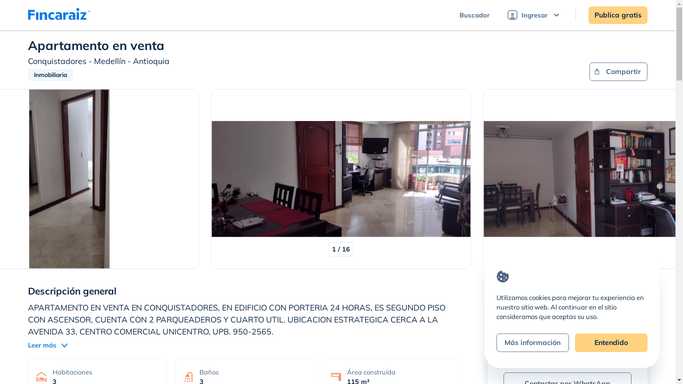 Fincaraiz
Buscador
Ingresar
Publica gratis
Apartamento en venta
Conquistadores - Medellín - Antioquia
Inmobiliaria
Compartir
1 / 16
Descripción general
APARTAMENTO EN VENTA EN CONQUISTADORES, EN EDIFICIO CON PORTERIA 24 HORAS, ES SEGUNDO PISO
CON ASCENSOR, CUENTA CON 2 PARQUEADEROS Y CUARTO UTIL. UBICACION ESTRATEGICA CERCA A LA
AVENIDA 33, CENTRO COMERCIAL UNICENTRO, UPB. 950-2565.
Leer más
Habitaciones
3
Baños
3
Área construida
115 m²
Utilizamos cookies para mejorar tu experiencia en
nuestro sitio web. Al continuar en el sitio
consideramos que aceptas su uso.
Más información
Entendido
Contactar por WhatsApp